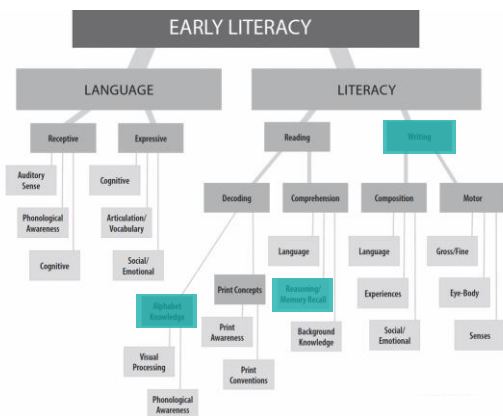 EARLY LITERACY
LANGUAGE
LITERACY
Receptive
Expressive
Reading
Writing
Auditory
Sense
Phonological
Awareness
Cognitive
Cognitive
Articulation/
Vocabulary
Social/
Emotional
Decoding
Comprehension
Composition
Motor
Alphabet
Knowledge
Visual
Processing
Phonological
Awareness
Print Concepts
Print
Awareness
Print
Conventions
Language
Reasoning/
Memory Recall
Background
Knowledge
Language
Experiences
Social/
Emotional
Gross/Fine
Eye-Body
Senses